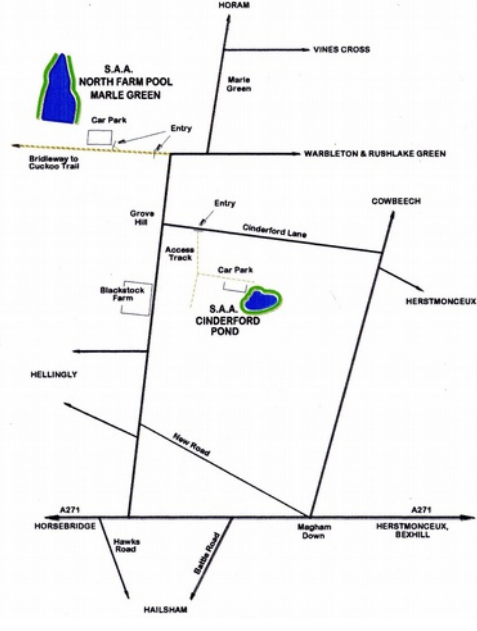 HORAM
VINES CROSS
S.A.A.
NORTH FARM POOL
MARLE GREEN
Marle
Green
Car Park
Entry
Bridleway to
Cuckoo Trail
WARBLETON & RUSHLAKE GREEN
COWBEECH
Entry
Grove
Hill
Cinderford Lane
Access
Track
Car Park
Blackstock
Farm
HERSTMONCEUX
S.A.A.
CINDERFORD
POND
HELLINGLY
New Road
A271
A271
HORSEBRIDGE
Hawks
Road
Battle Road
Magham
Down
HERSTMONCEUX,
BEXHILL
HAILSHAM